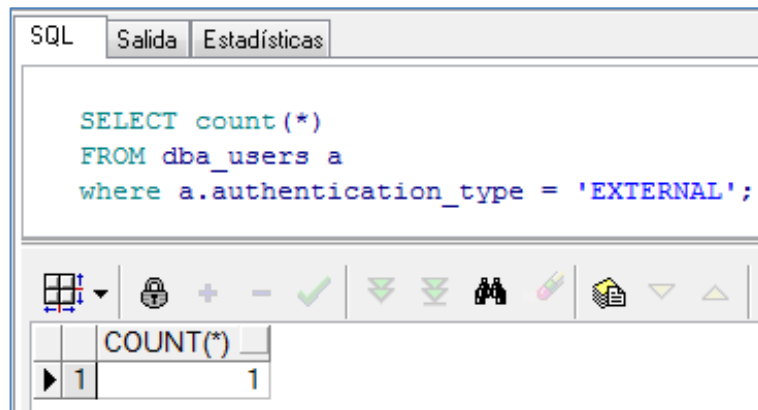 SQL Salida Estadísticas
SELECT count(*)
FROM dba_users a
where a.authentication_type = 'EXTERNAL';
COUNT(*)
1 1